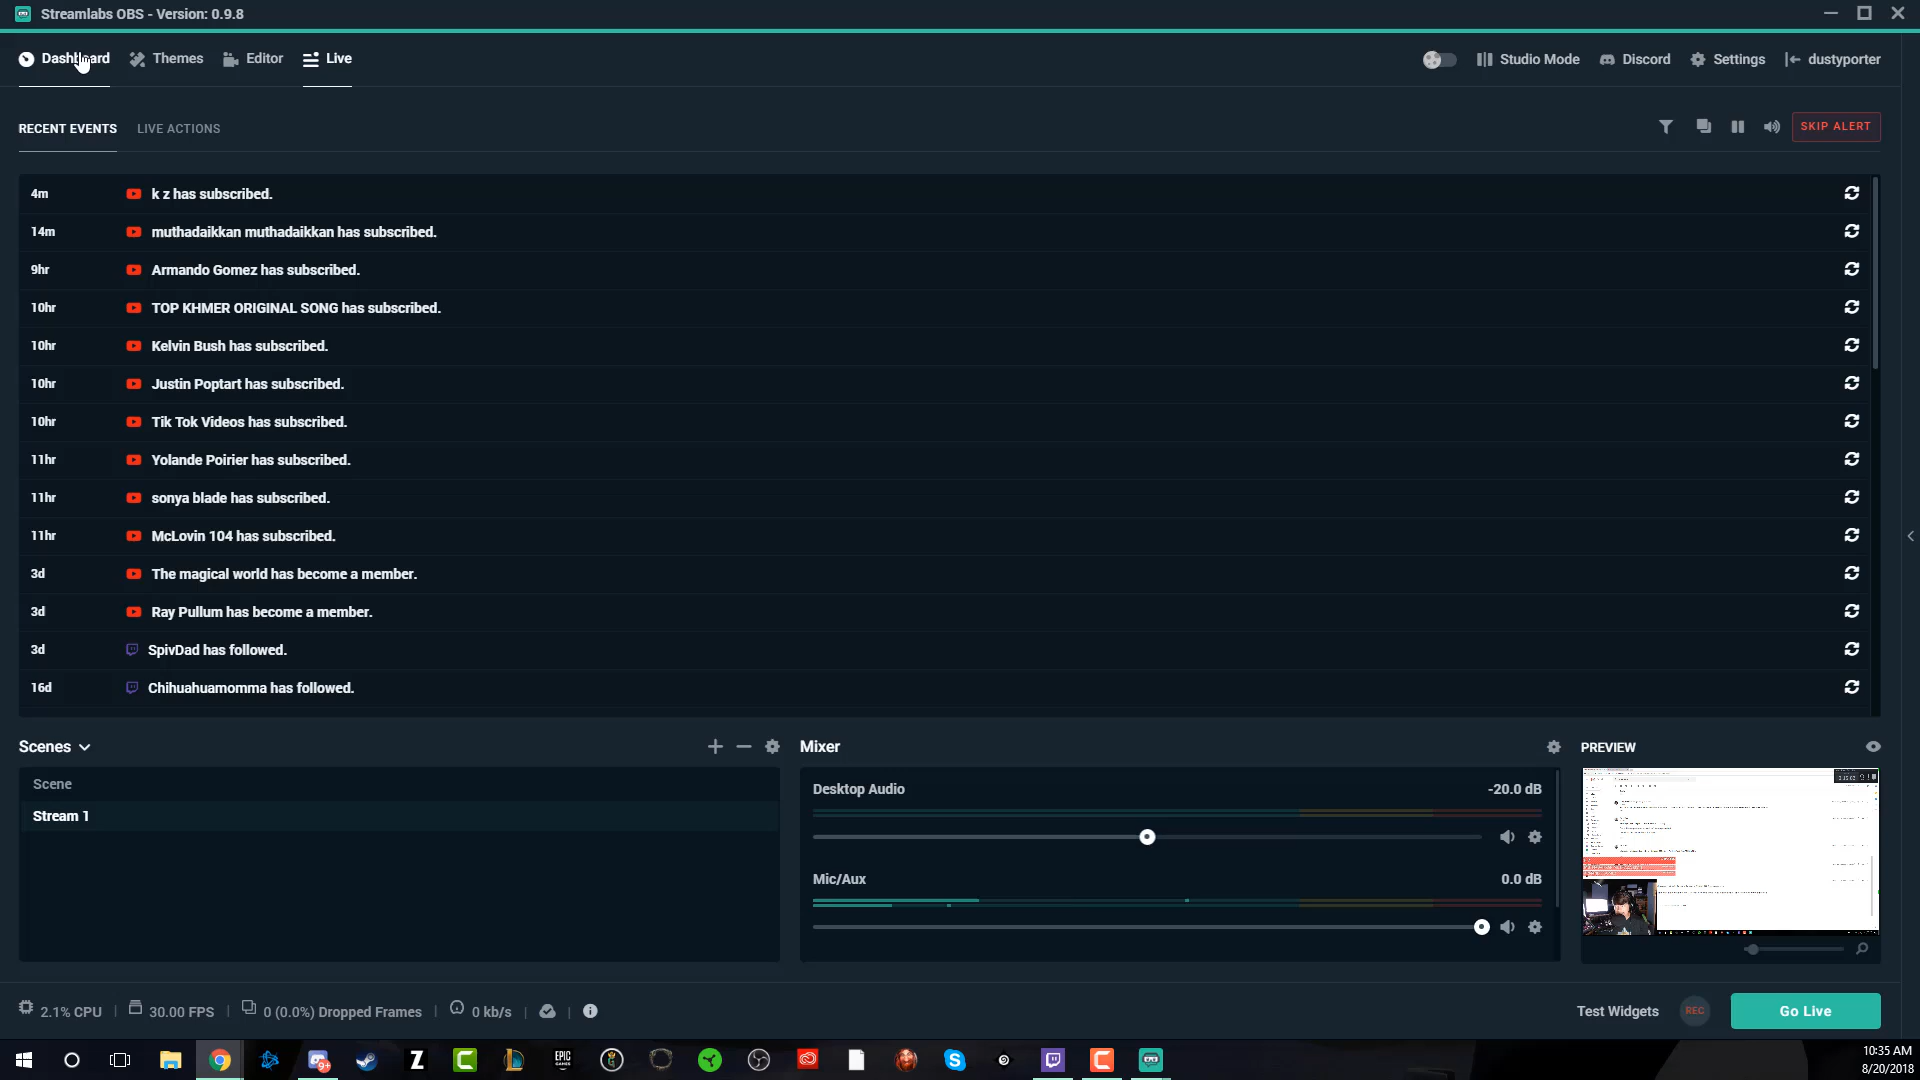 Streamlabs OBS - Version: 0.9.8
Dashboard Themes Editor Live Studio Mode Discord Settings dustyporter
RECENT EVENTS LIVE ACTIONS SKIP ALERT
4m k z has subscribed.
14m muthadaikkan muthadaikkan has subscribed.
9hr Armando Gomez has subscribed.
10hr TOP KHMER ORIGINAL SONG has subscribed.
10hr Kelvin Bush has subscribed.
10hr Justin Poptart has subscribed.
10hr Tik Tok Videos has subscribed.
11hr Yolande Poirier has subscribed.
11hr sonya blade has subscribed.
11hr McLovin 104 has subscribed.
3d The magical world has become a member.
3d Ray Pullum has become a member.
3d SpivDad has followed.
16d Chihuahuamomma has followed.
Scenes Mixer PREVIEW
Scene
Stream 1
Desktop Audio -20.0 dB
Mic/Aux 0.0 dB
2.1% CPU 30.00 FPS 0 (0.0%) Dropped Frames 0 kb/s Test Widgets REC Go Live
Z 9+ EPIC GAMES
10:35 AM
8/20/2018